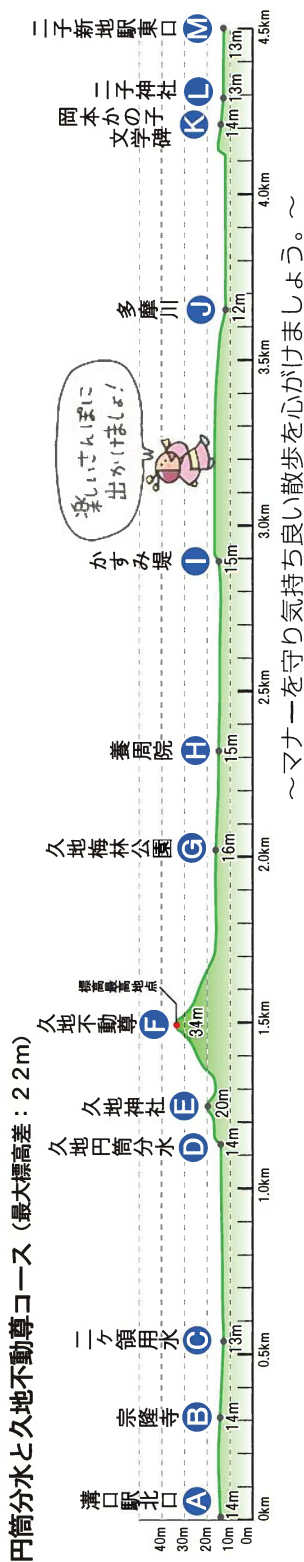 円筒分水と久地不動尊コース（最大標高差：22m）
溝口駅北口
A
宗隆寺
B
二ヶ領用水
C
久地円筒分水
D
久地神社
E
久地不動尊
F
標高最高地点
久地梅林公園
G
養周院
H
かすみ堤
I
楽しいさんぽに
出かけましょ！
多摩川
J
岡本かの子
文学碑
K
二子神社
L
二子新地駅東口
M
40m
30m
20m
10m
0m
14m
14m
13m
14m
20m
34m
16m
15m
15m
12m
14m
13m
13m
0km
0.5km
1.0km
1.5km
2.0km
2.5km
3.0km
3.5km
4.0km
4.5km
～マナーを守り気持ち良い散歩を心がけましょう。～